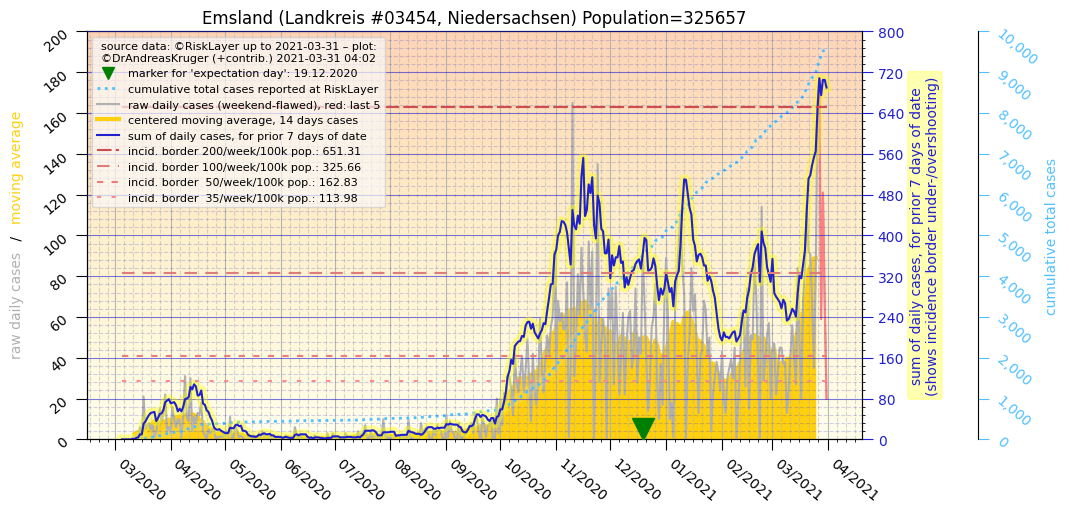 Emsland (Landkreis #03454, Niedersachsen) Population=325657
source data: ©RiskLayer up to 2021-03-31 – plot:
©DrAndreasKruger (+contrib.) 2021-03-31 04:02
marker for 'expectation day': 19.12.2020
cumulative total cases reported at RiskLayer
raw daily cases (weekend-flawed), red: last 5
centered moving average, 14 days cases
sum of daily cases, for prior 7 days of date
incid. border 200/week/100k pop.: 651.31
incid. border 100/week/100k pop.: 325.66
incid. border  50/week/100k pop.: 162.83
incid. border  35/week/100k pop.: 113.98
raw daily cases  /  moving average
200
180
160
140
120
100
80
60
40
20
0
03/2020
04/2020
05/2020
06/2020
07/2020
08/2020
09/2020
10/2020
11/2020
12/2020
01/2021
02/2021
03/2021
04/2021
800
720
640
560
480
400
320
240
160
80
0
sum of daily cases, for prior 7 days of date
(shows incidence border under-/overshooting)
10,000
9,000
8,000
7,000
6,000
5,000
4,000
3,000
2,000
1,000
0
cumulative total cases